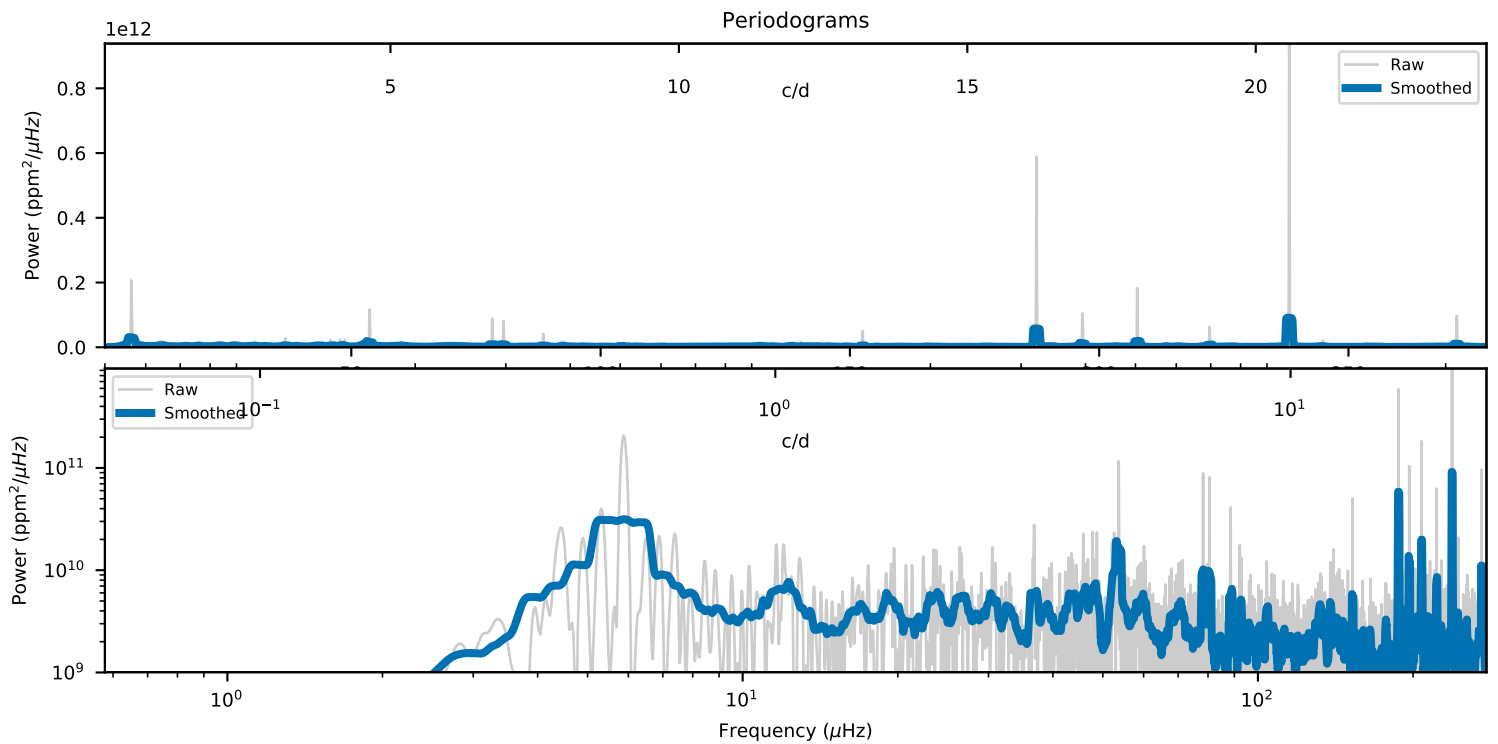 Periodograms
1e12
5 10 15 20
c/d
Raw
Smoothed
0.8
0.6
0.4
0.2
0.0
Power (ppm²/μHz)
Raw
Smoothed
10⁻¹ 10⁰ 10¹
c/d
10¹¹
10¹⁰
10⁹
Power (ppm²/μHz)
10⁰ 10¹ 10²
Frequency (μHz)